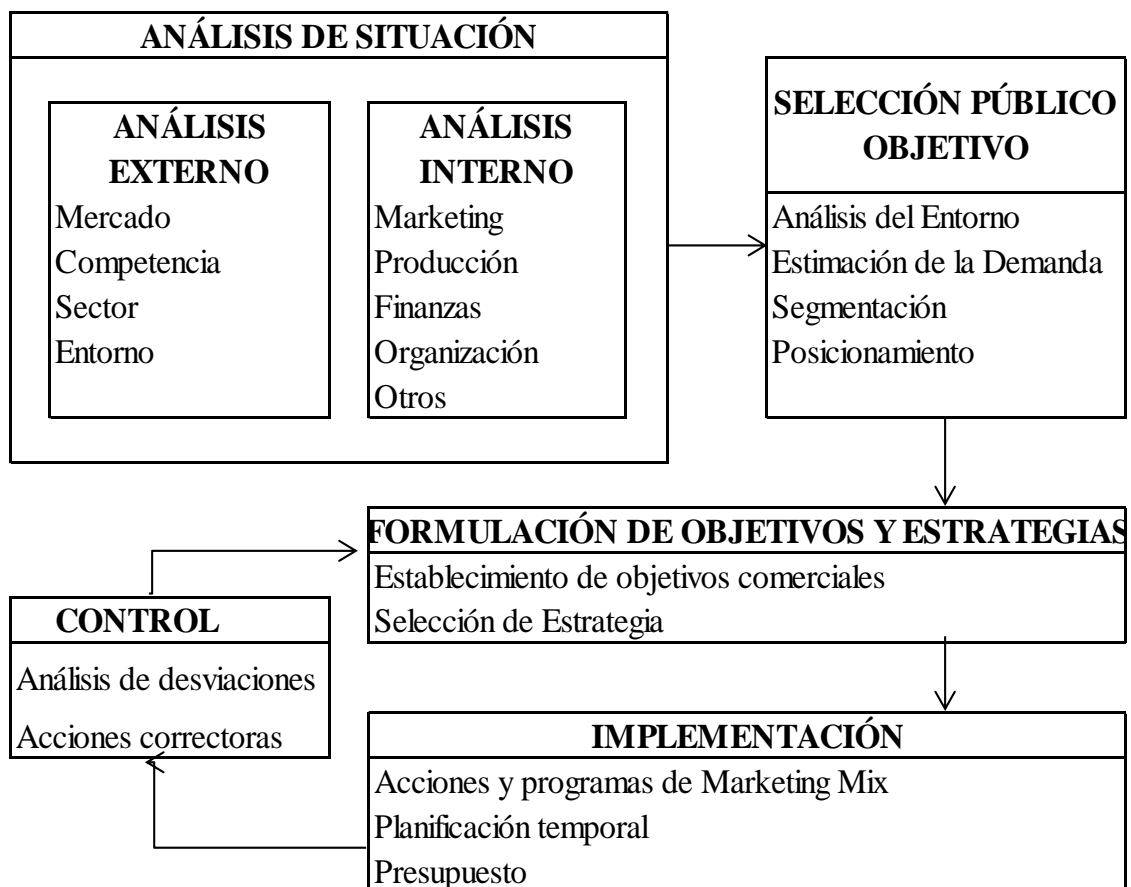 ANÁLISIS DE SITUACIÓN
ANÁLISIS
EXTERNO
Mercado
Competencia
Sector
Entorno
ANÁLISIS
INTERNO
Marketing
Producción
Finanzas
Organización
Otros
SELECCIÓN PÚBLICO
OBJETIVO
Análisis del Entorno
Estimación de la Demanda
Segmentación
Posicionamiento
FORMULACIÓN DE OBJETIVOS Y ESTRATEGIAS
Establecimiento de objetivos comerciales
Selección de Estrategia
CONTROL
Análisis de desviaciones
Acciones correctoras
IMPLEMENTACIÓN
Acciones y programas de Marketing Mix
Planificación temporal
Presupuesto